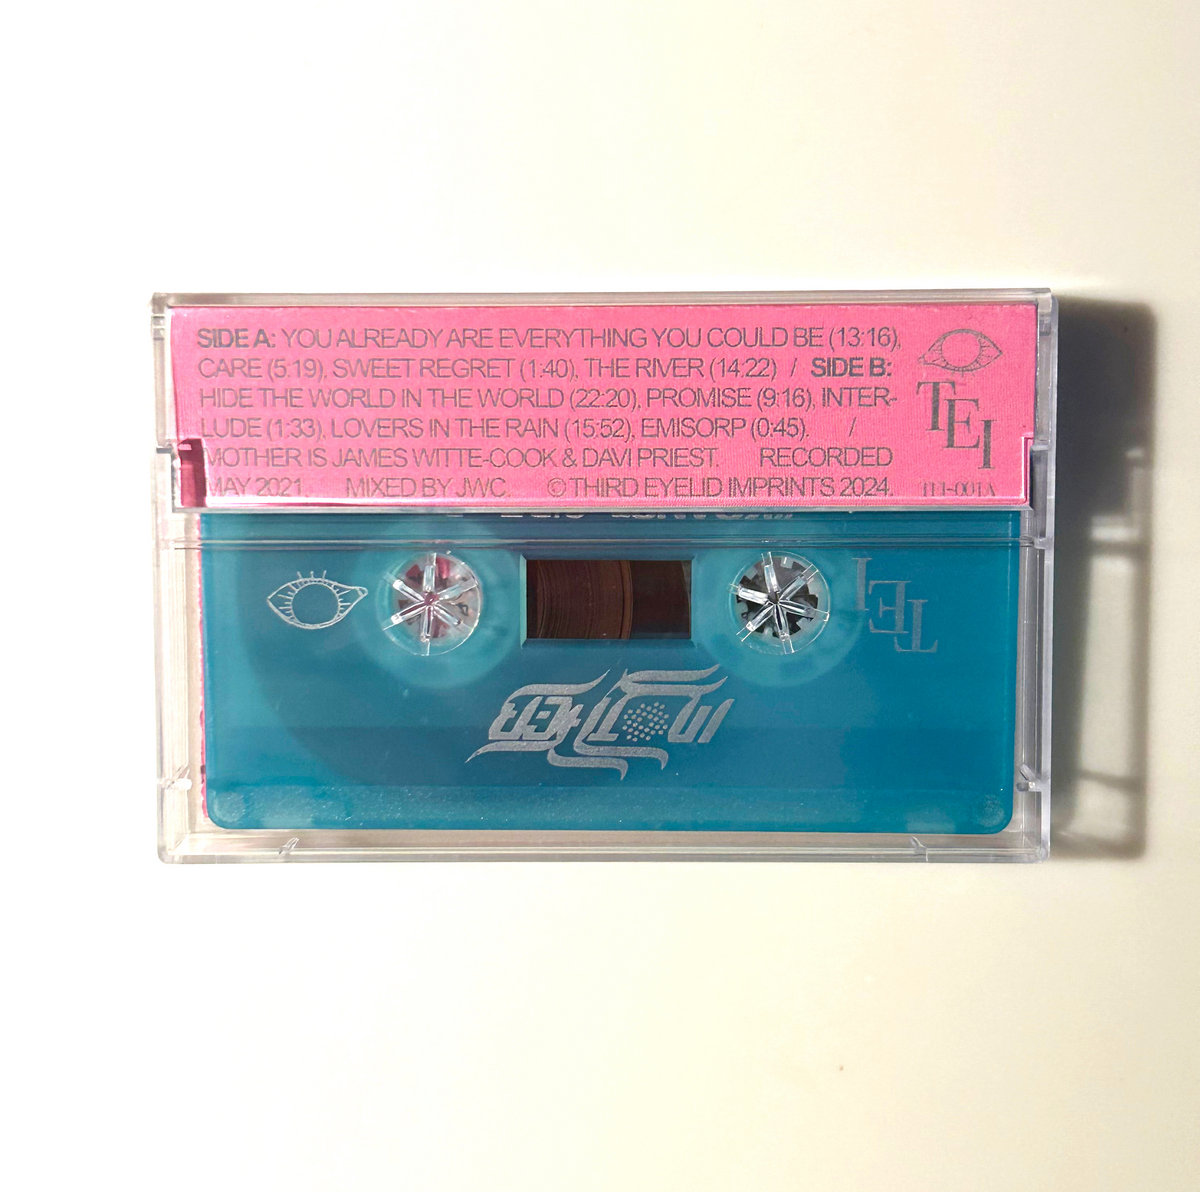 SIDE A: YOU ALREADY ARE EVERYTHING YOU COULD BE (13:16),
CARE (5:19), SWEET REGRET (1:40), THE RIVER (14:22) / SIDE B:
HIDE THE WORLD IN THE WORLD (22:20), PROMISE (9:16), INTER-
LUDE (1:33), LOVERS IN THE RAIN (15:52), EMISORP (0:45). /
MOTHER IS JAMES WITTE-COOK & DAVI PRIEST. RECORDED
MAY 2021. MIXED BY JWC. © THIRD EYELID IMPRINTS 2024.
TEI
TEI-001A
TEI
MOTHER